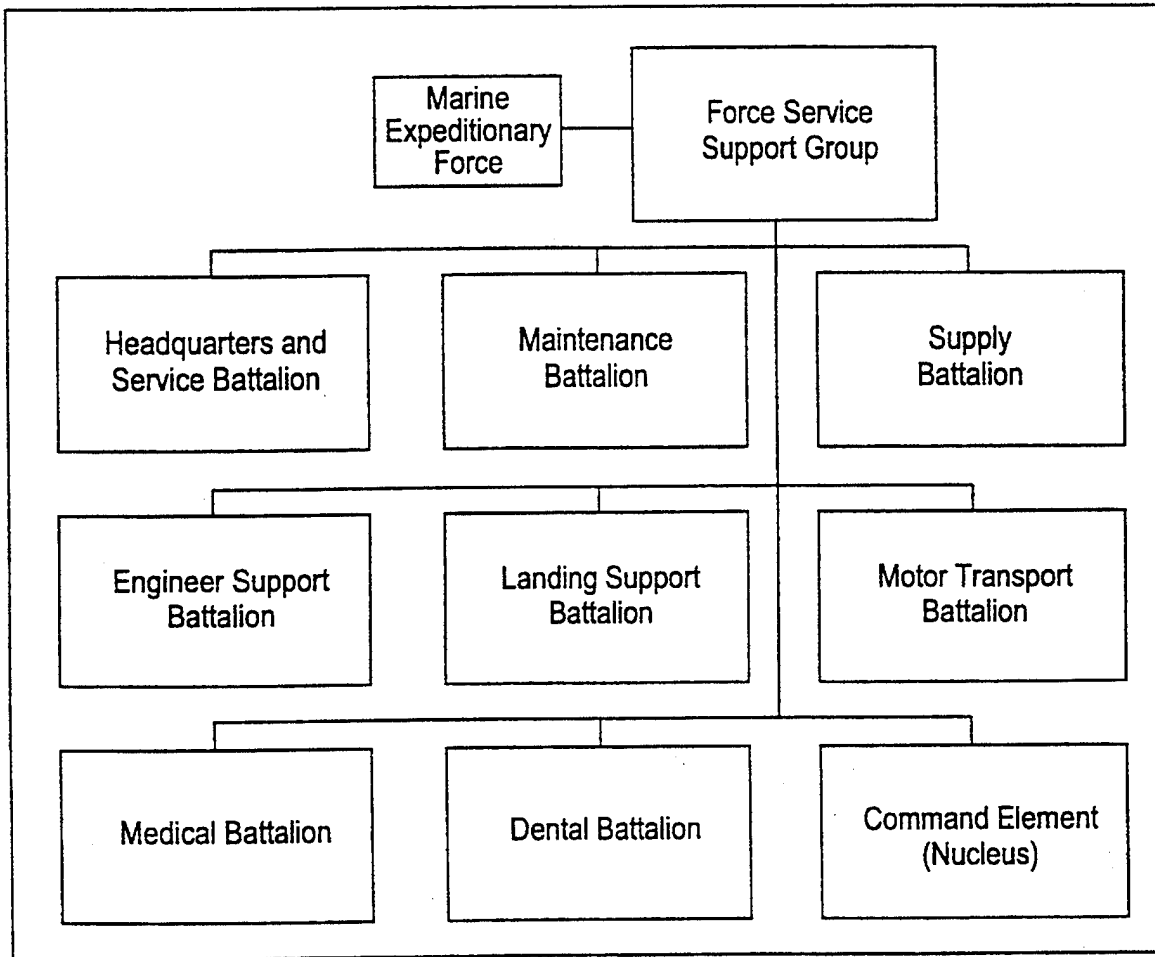 Marine
Expeditionary
Force
Force Service
Support Group
Headquarters and
Service Battalion
Maintenance
Battalion
Supply
Battalion
Engineer Support
Battalion
Landing Support
Battalion
Motor Transport
Battalion
Medical Battalion
Dental Battalion
Command Element
(Nucleus)